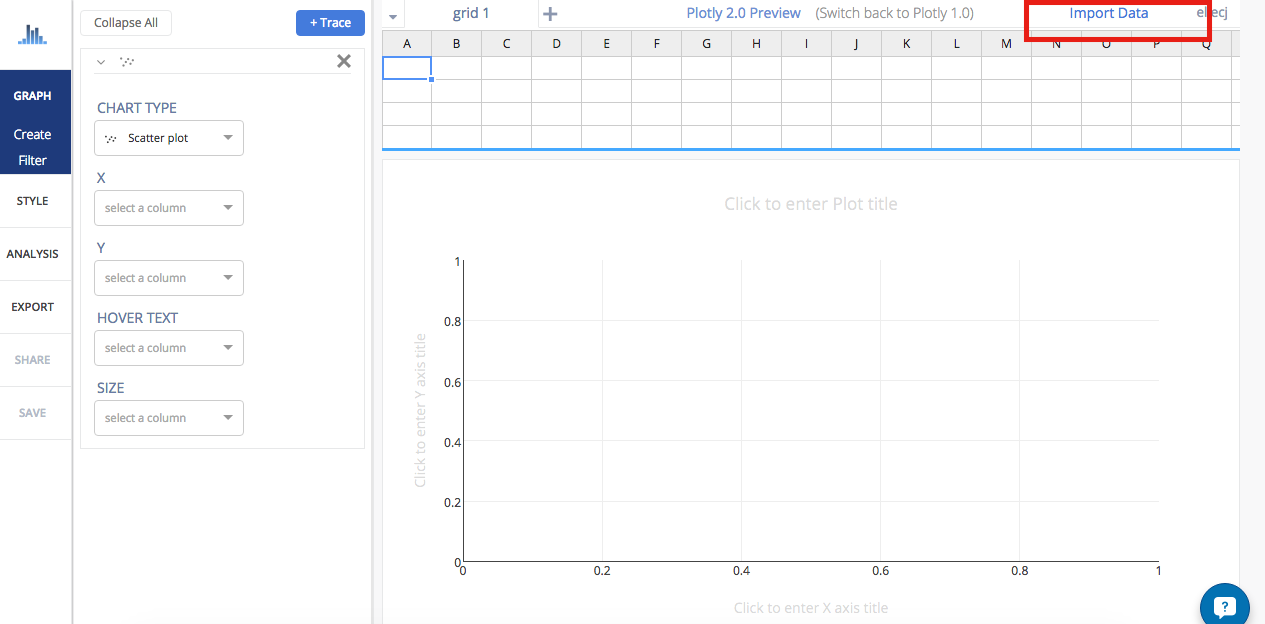 Collapse All
+ Trace
grid 1
Plotly 2.0 Preview (Switch back to Plotly 1.0)
Import Data
A B C D E F G H I J K L M N O P Q
GRAPH
Create
Filter
STYLE
ANALYSIS
EXPORT
SHARE
SAVE
CHART TYPE
Scatter plot
X
select a column
Y
select a column
HOVER TEXT
select a column
SIZE
select a column
Click to enter Plot title
Click to enter Y axis title
1
0.8
0.6
0.4
0.2
0
0 0.2 0.4 0.6 0.8 1
Click to enter X axis title
?